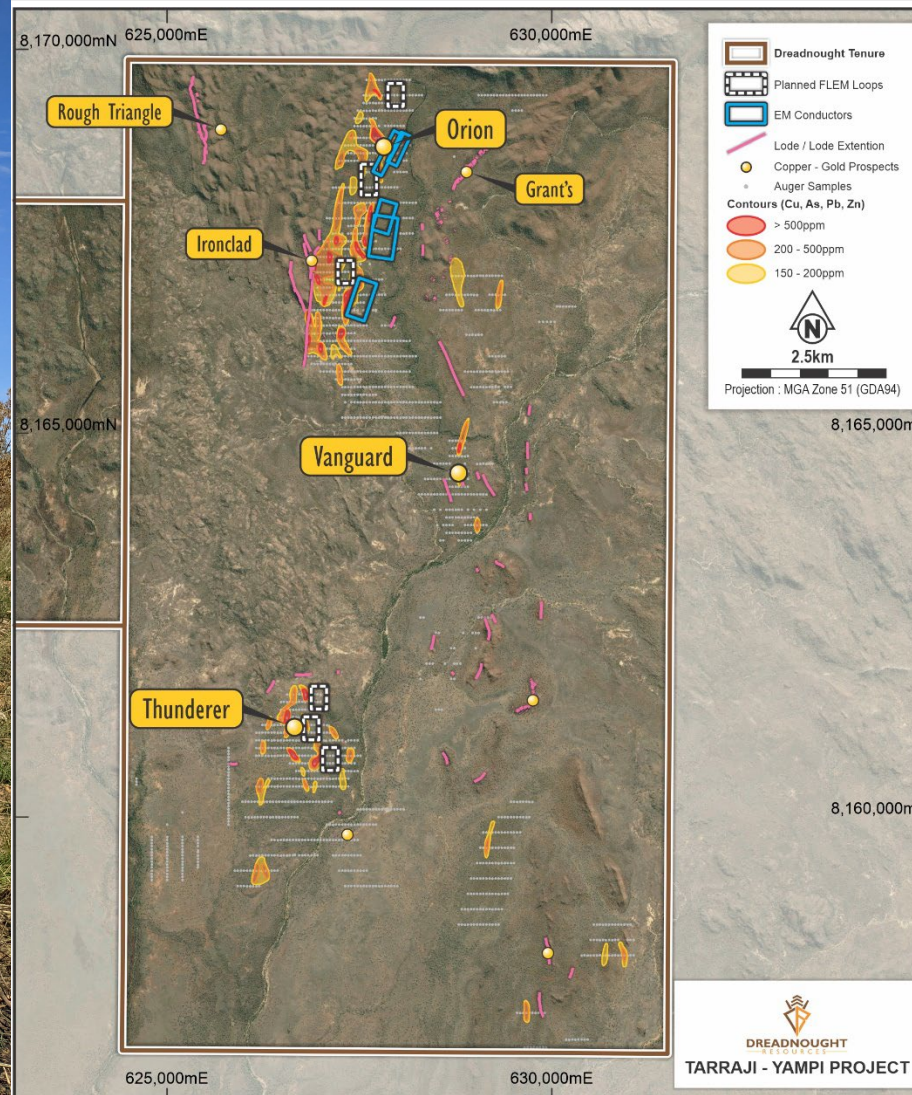 8,170,000mN
625,000mE
630,000mE
Dreadnought Tenure
Planned FLEM Loops
EM Conductors
Lode / Lode Extention
Copper - Gold Prospects
Auger Samples
Contours (Cu, As, Pb, Zn)
> 500ppm
200 - 500ppm
150 - 200ppm
N
2.5km
Projection : MGA Zone 51 (GDA94)
Rough Triangle
Orion
Grant's
Ironclad
8,165,000mN
8,165,000m
Vanguard
Thunderer
8,160,000m
625,000mE
630,000mE
DREADNOUGHT
RESOURCES
TARRAJI - YAMPI PROJECT